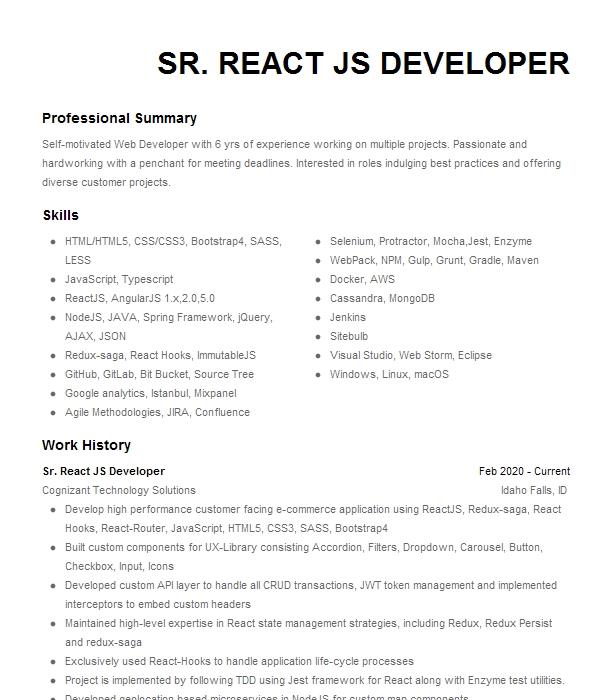 SR. REACT JS DEVELOPER
Professional Summary
Self-motivated Web Developer with 6 yrs of experience working on multiple projects. Passionate and
hardworking with a penchant for meeting deadlines. Interested in roles indulging best practices and offering
diverse customer projects.
Skills
HTML/HTML5, CSS/CSS3, Bootstrap4, SASS,
LESS
JavaScript, Typescript
ReactJS, AngularJS 1.x,2.0,5.0
NodeJS, JAVA, Spring Framework, jQuery,
AJAX, JSON
Redux-saga, React Hooks, ImmutableJS
GitHub, GitLab, Bit Bucket, Source Tree
Google analytics, Istanbul, Mixpanel
Agile Methodologies, JIRA, Confluence
Selenium, Protractor, Mocha,Jest, Enzyme
WebPack, NPM, Gulp, Grunt, Gradle, Maven
Docker, AWS
Cassandra, MongoDB
Jenkins
Sitebulb
Visual Studio, Web Storm, Eclipse
Windows, Linux, macOS
Work History
Sr. React JS Developer Feb 2020 - Current
Cognizant Technology Solutions Idaho Falls, ID
Develop high performance customer facing e-commerce application using ReactJS, Redux-saga, React
Hooks, React-Router, JavaScript, HTML5, CSS3, SASS, Bootstrap4
Built custom components for UX-Library consisting Accordion, Filters, Dropdown, Carousel, Button,
Checkbox, Input, Icons
Developed custom API layer to handle all CRUD transactions, JWT token management and implemented
interceptors to embed custom headers
Maintained high-level expertise in React state management strategies, including Redux, Redux Persist
and redux-saga
Exclusively used React-Hooks to handle application life-cycle processes
Project is implemented by following TDD using Jest framework for React along with Enzyme test utilities.
Developed geolocation based microservices in NodeJS for custom map components